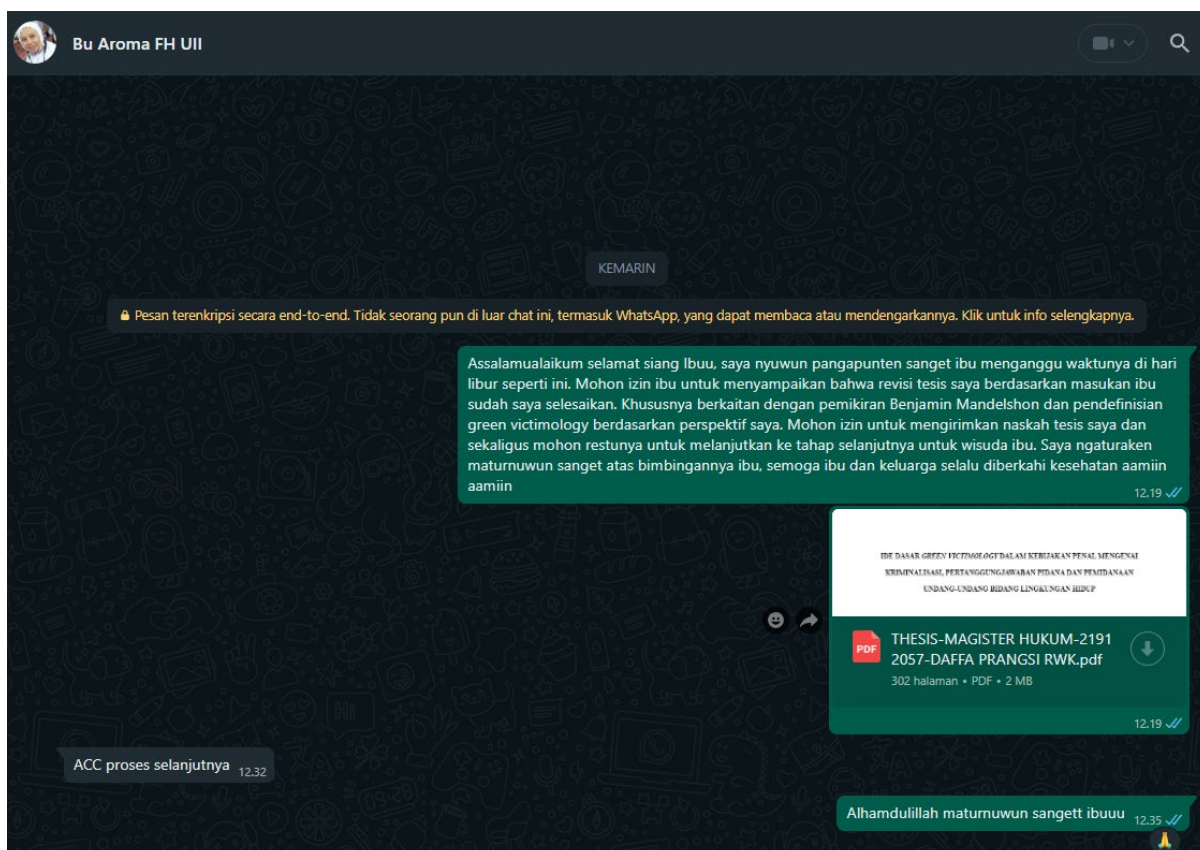 Bu Aroma FH UII
KEMARIN
Pesan terenkripsi secara end-to-end. Tidak seorang pun di luar chat ini, termasuk WhatsApp, yang dapat membaca atau mendengarkannya. Klik untuk info selengkapnya.
Assalamualaikum selamat siang Ibuu, saya nyuwun pangapunten sanget ibu menganggu waktunya di hari
libur seperti ini. Mohon izin ibu untuk menyampaikan bahwa revisi tesis saya berdasarkan masukan ibu
sudah saya selesaikan. Khususnya berkaitan dengan pemikiran Benjamin Mandelshon dan pendefinisian
green victimology berdasarkan perspektif saya. Mohon izin untuk mengirimkan naskah tesis saya dan
sekaligus mohon restunya untuk melanjutkan ke tahap selanjutnya untuk wisuda ibu. Saya ngaturaken
maturnuwun sanget atas bimbingannya ibu, semoga ibu dan keluarga selalu diberkahi kesehatan aamiin
aamiin
12.19
IDE DASAR GREEN VICTIMOLOGY DALAM KEBIJAKAN PENAL MENGENAI
KRIMINALISASI, PERTANGGUNGJAWABAN PIDANA DAN PEMIDANAAN
UNDANG-UNDANG BIDANG LINGKUNGAN HIDUP
PDF
THESIS-MAGISTER HUKUM-2191
2057-DAFFA PRANGSI RWK.pdf
302 halaman • PDF • 2 MB
12.19
ACC proses selanjutnya 12.32
Alhamdulillah maturnuwun sangett ibuuu 12.35